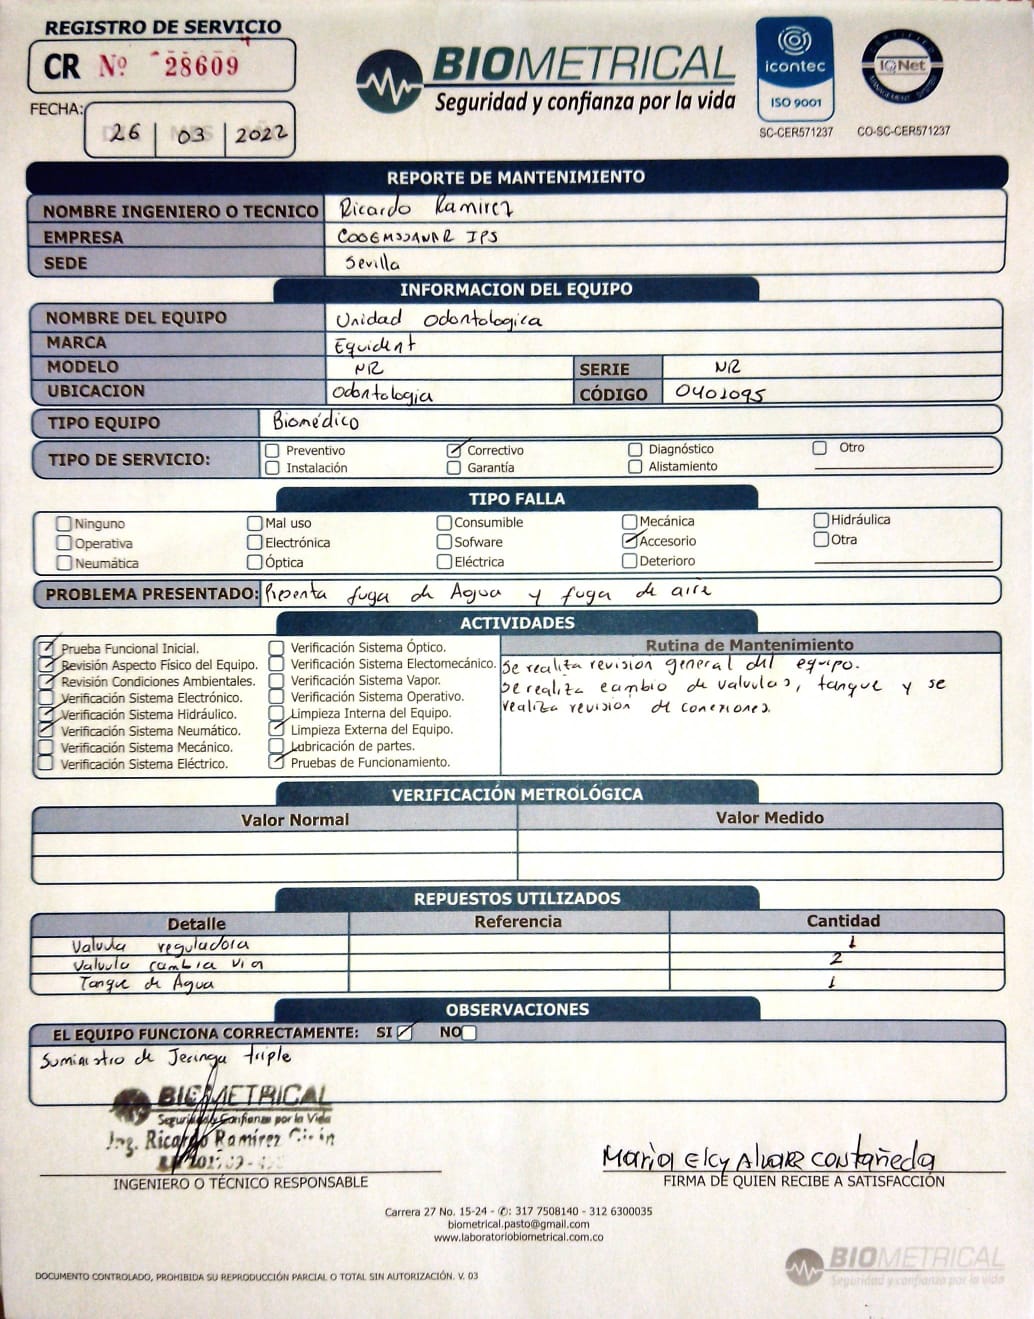 REGISTRO DE SERVICIO
CR Nº 28609
FECHA: 26 03 2022
BIOMETRICAL
Seguridad y confianza por la vida
icontec
ISO 9001
SC-CER571237
CERTIFIED
IQNet
MANAGEMENT SYSTEM
CO-SC-CER571237
REPORTE DE MANTENIMIENTO
NOMBRE INGENIERO O TECNICO Ricardo Ramirez
EMPRESA COOEMSSANAR IPS
SEDE Sevilla
INFORMACION DEL EQUIPO
NOMBRE DEL EQUIPO Unidad Odontologica
MARCA Equident
MODELO NR SERIE NR
UBICACION Odontologia CÓDIGO 0401095
TIPO EQUIPO Biomédico
TIPO DE SERVICIO: Preventivo Correctivo Diagnóstico Otro
Instalación Garantía Alistamiento
TIPO FALLA
Ninguno Mal uso Consumible Mecánica Hidráulica
Operativa Electrónica Sofware Accesorio Otra
Neumática Óptica Eléctrica Deterioro
PROBLEMA PRESENTADO: Presenta fuga de Agua y fuga de aire
ACTIVIDADES
Prueba Funcional Inicial.
Revisión Aspecto Físico del Equipo.
Revisión Condiciones Ambientales.
Verificación Sistema Electrónico.
Verificación Sistema Hidráulico.
Verificación Sistema Neumático.
Verificación Sistema Mecánico.
Verificación Sistema Eléctrico.
Verificación Sistema Óptico.
Verificación Sistema Electomecánico.
Verificación Sistema Vapor.
Verificación Sistema Operativo.
Limpieza Interna del Equipo.
Limpieza Externa del Equipo.
Lubricación de partes.
Pruebas de Funcionamiento.
Rutina de Mantenimiento
Se realiza revision general del equipo.
Se realiza cambio de valvulas, tanque y se
realiza revision de conexiones.
VERIFICACIÓN METROLÓGICA
Valor Normal Valor Medido
REPUESTOS UTILIZADOS
Detalle Referencia Cantidad
Valvula reguladora 1
Valvula cambia via 2
Tanque de Agua 1
OBSERVACIONES
EL EQUIPO FUNCIONA CORRECTAMENTE: SI NO
Suministro de Jeringa triple
BIOMETRICAL
Seguridad y Confianza por la Vida
Ing. Ricardo Ramírez
INGENIERO O TÉCNICO RESPONSABLE
Maria Elcy Alvarez Castañeda
FIRMA DE QUIEN RECIBE A SATISFACCIÓN
Carrera 27 No. 15-24 - ✆: 317 7508140 - 312 6300035
biometrical.pasto@gmail.com
www.laboratoriobiometrical.com.co
BIOMETRICAL
Seguridad y confianza por la vida
DOCUMENTO CONTROLADO, PROHIBIDA SU REPRODUCCIÓN PARCIAL O TOTAL SIN AUTORIZACIÓN. V. 03